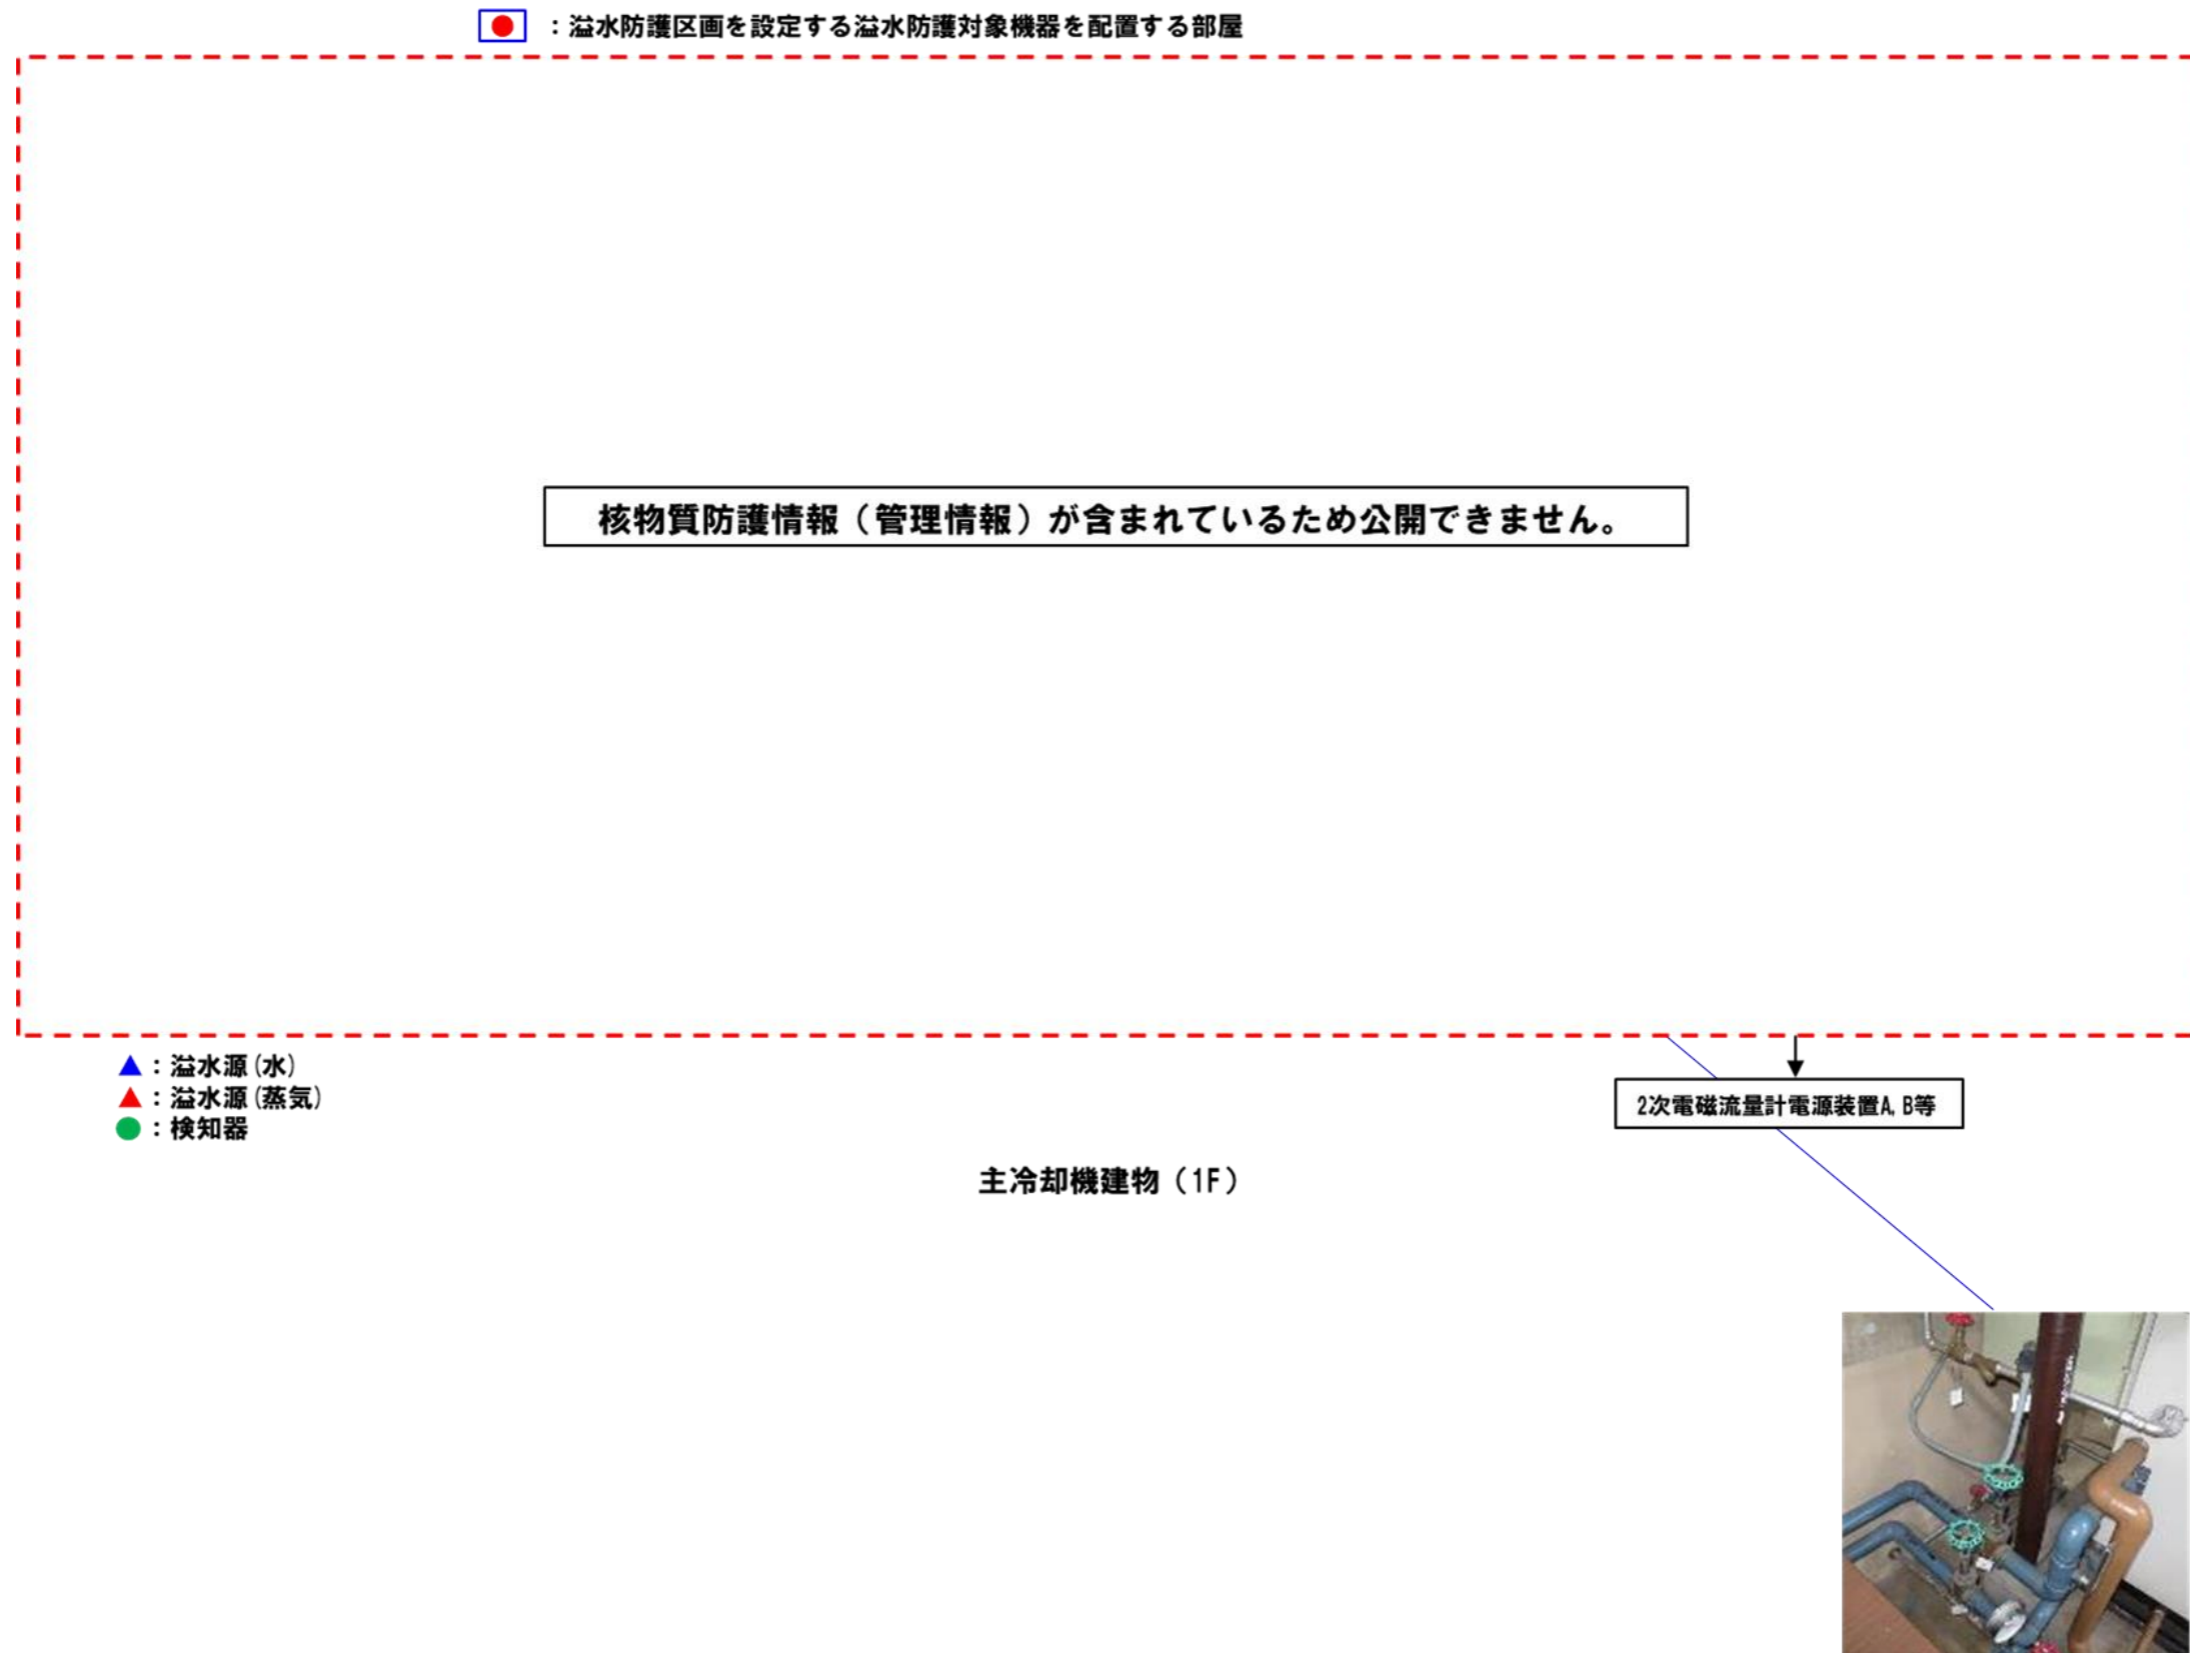 ：溢水防護区画を設定する溢水防護対象機器を配置する部屋
核物質防護情報（管理情報）が含まれているため公開できません。
▲：溢水源(水)
▲：溢水源(蒸気)
●：検知器
2次電磁流量計電源装置A,B等
主冷却機建物（1F）